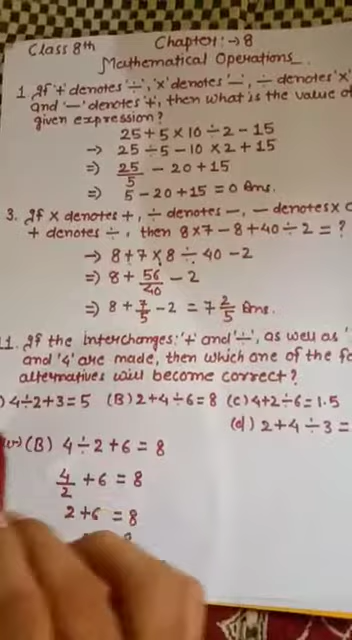 Class 8th Chapter:→8
Mathematical Operations
1. If '+' denotes '÷', 'x' denotes '—', ÷ denotes 'x'
and '—' denotes '+', then what is the value of
given expression?
25+5×10÷2-15
→ 25÷5-10×2+15
⇒ 25/5 -20+15
⇒ 5-20+15=0 Ans.
3. If x denotes +, ÷ denotes —, — denotes x
+ denotes ÷, then 8×7-8+40÷2=?
→ 8+7×8÷40-2
⇒ 8+ 56/40 -2
⇒ 8+ 7/5 -2 = 7 2/5 Ans.
1. If the interchanges: '+' and '÷', as well as
and '4' are made, then which one of the
alternatives will become correct?
4÷2+3=5 (B) 2+4÷6=8 (C) 4+2÷6=1.5
(d) 2+4÷3=
(B) 4÷2+6=8
4/2 +6=8
2+6=8